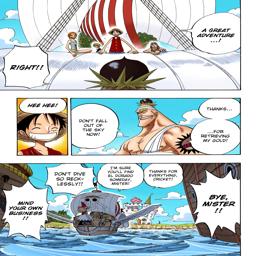 A GREAT
ADVENTURE
...!
RIGHT!!
THANKS...
...FOR
RETRIEVING
MY GOLD!
DON'T FALL
OUT OF
THE SKY
NOW!
HEE HEE!
BYE,
MISTER
!!
THANKS FOR
EVERYTHING,
CRICKET!
I'M SURE
YOU'LL FIND
EL DORADO
SOMEDAY,
MISTER!
DON'T DIVE
SO RECK-
LESSLY!!
MIND
YOUR OWN
BUSINESS
!!